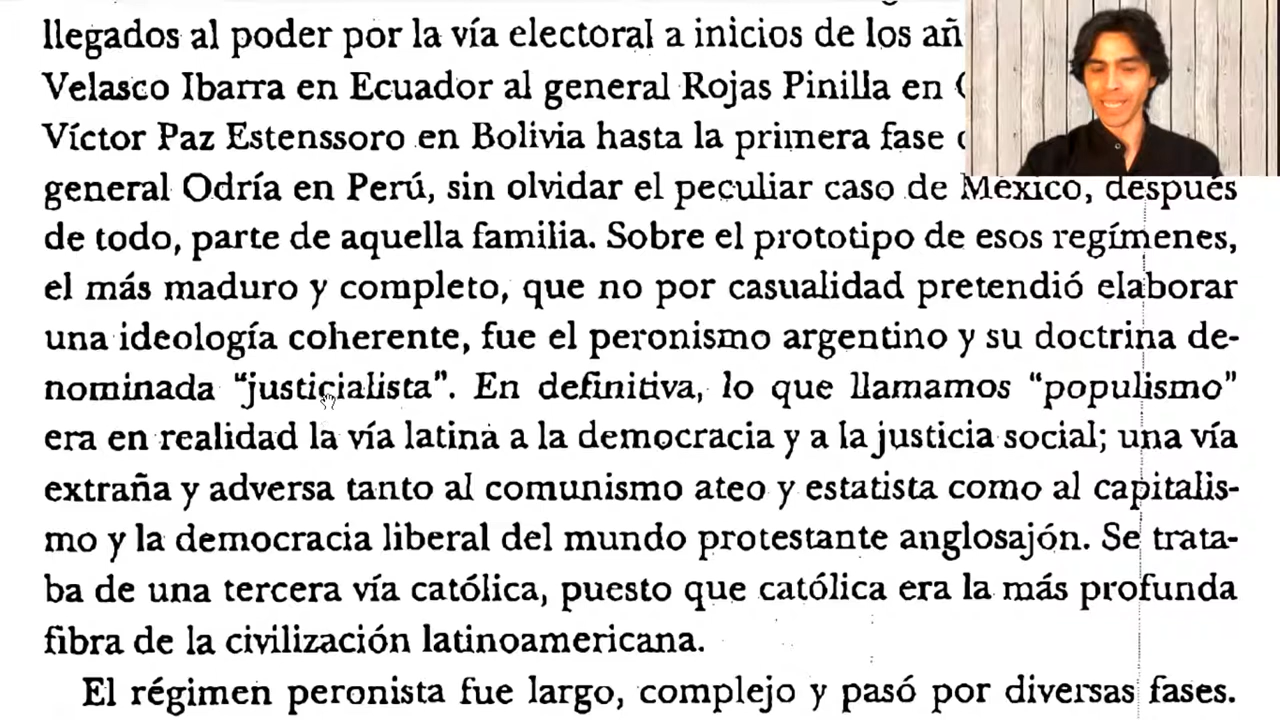 llegados al poder por la vía electoral a inicios de los
Velasco Ibarra en Ecuador al general Rojas Pinilla en
Víctor Paz Estenssoro en Bolivia hasta la primera fase
general Odría en Perú, sin olvidar el peculiar caso de México, después
de todo, parte de aquella familia. Sobre el prototipo de esos regímenes,
el más maduro y completo, que no por casualidad pretendió elaborar
una ideología coherente, fue el peronismo argentino y su doctrina de-
nominada “justicialista”. En definitiva, lo que llamamos “populismo”
era en realidad la vía latina a la democracia y a la justicia social; una vía
extraña y adversa tanto al comunismo ateo y estatista como al capitalis-
mo y la democracia liberal del mundo protestante anglosajón. Se trata-
ba de una tercera vía católica, puesto que católica era la más profunda
fibra de la civilización latinoamericana.
El régimen peronista fue largo, complejo y pasó por diversas fases.